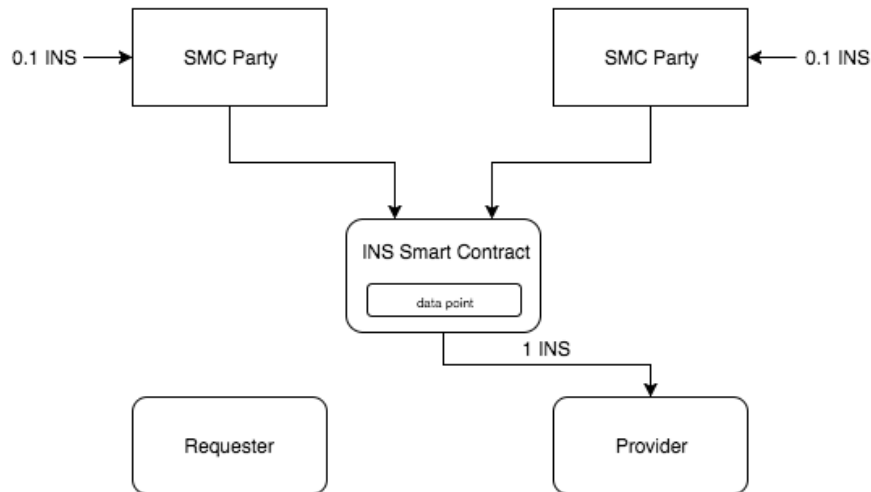 0.1 INS
SMC Party
SMC Party
0.1 INS
INS Smart Contract
data point
1 INS
Requester
Provider